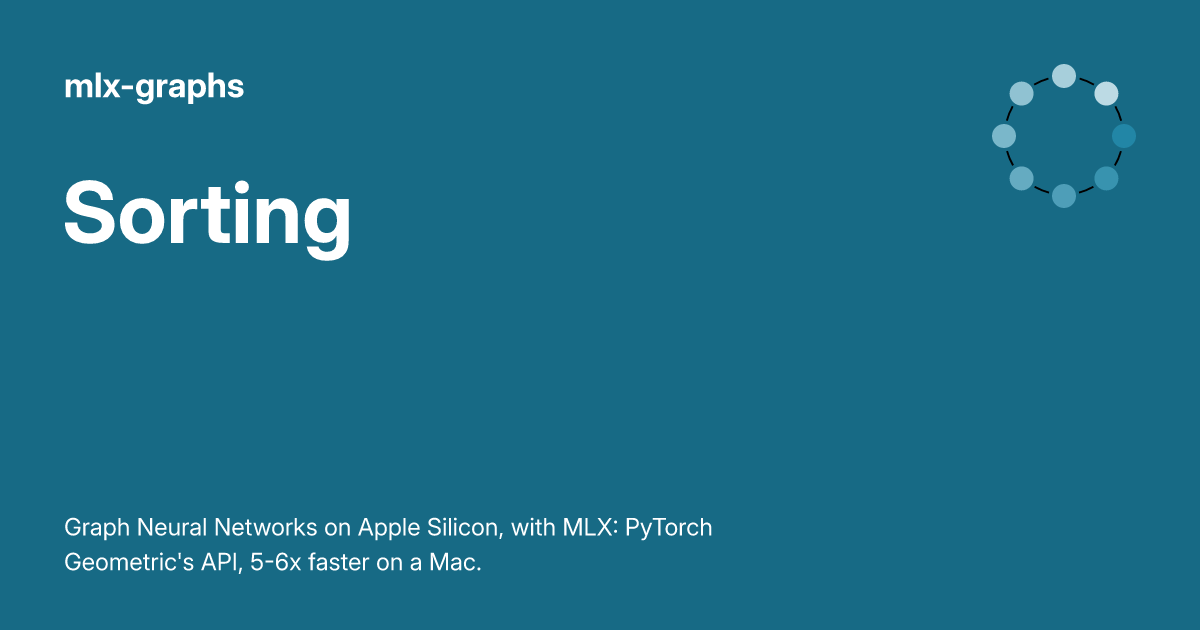 mlx-graphs
Sorting
Graph Neural Networks on Apple Silicon, with MLX: PyTorch
Geometric's API, 5-6x faster on a Mac.